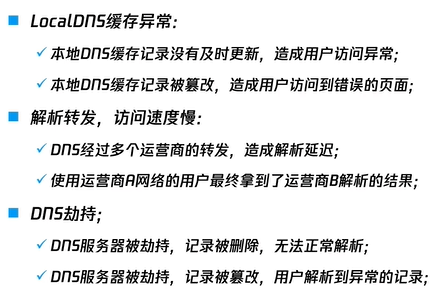 LocalDNS缓存异常：
本地DNS缓存记录没有及时更新，造成用户访问异常；
本地DNS缓存记录被篡改，造成用户访问到错误的页面；
解析转发，访问速度慢：
DNS经过多个运营商的转发，造成解析延迟；
使用运营商A网络的用户最终拿到了运营商B解析的结果；
DNS劫持；
DNS服务器被劫持，记录被删除，无法正常解析；
DNS服务器被劫持，记录被篡改，用户解析到异常的记录；